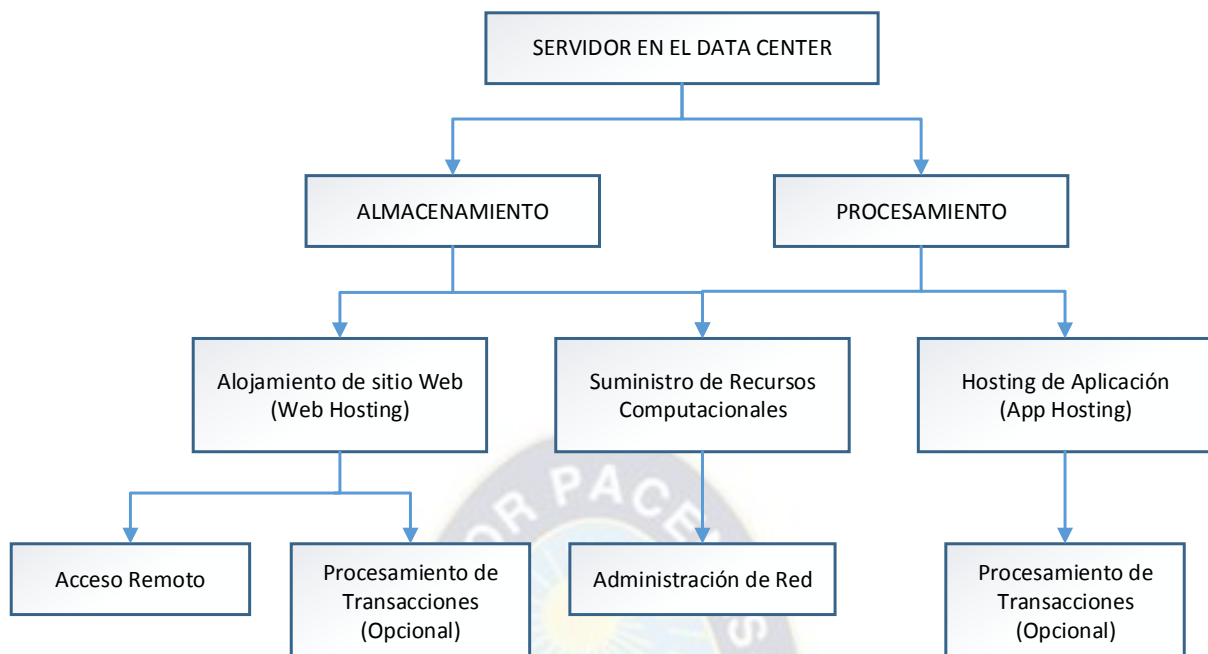 SERVIDOR EN EL DATA CENTER
ALMACENAMIENTO
PROCESAMIENTO
Alojamiento de sitio Web
(Web Hosting)
Suministro de Recursos
Computacionales
Hosting de Aplicación
(App Hosting)
Acceso Remoto
Procesamiento de
Transacciones
(Opcional)
Administración de Red
Procesamiento de
Transacciones
(Opcional)